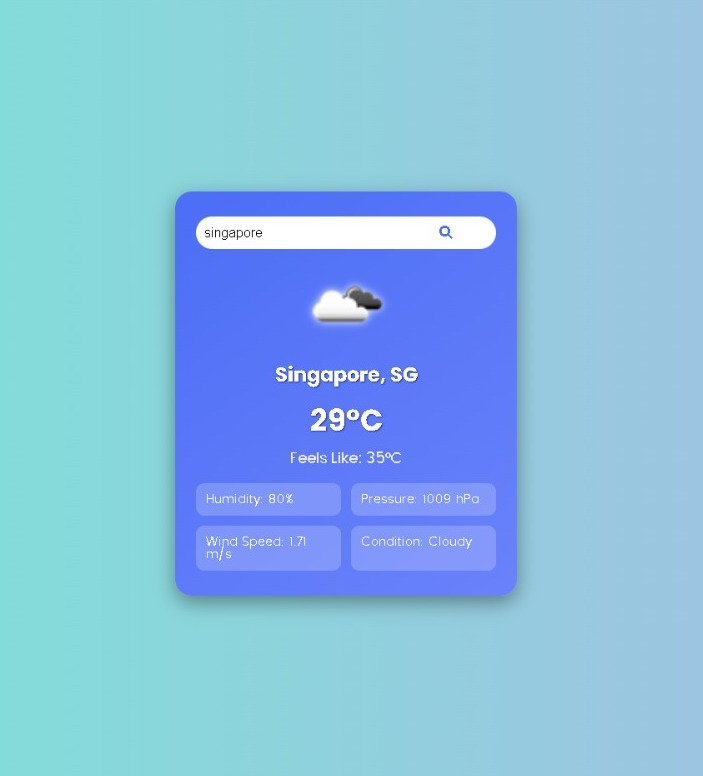 singapore
Singapore, SG
29°C
Feels Like: 35°C
Humidity: 80%
Pressure: 1009 hPa
Wind Speed: 1.71
m/s
Condition: Cloudy